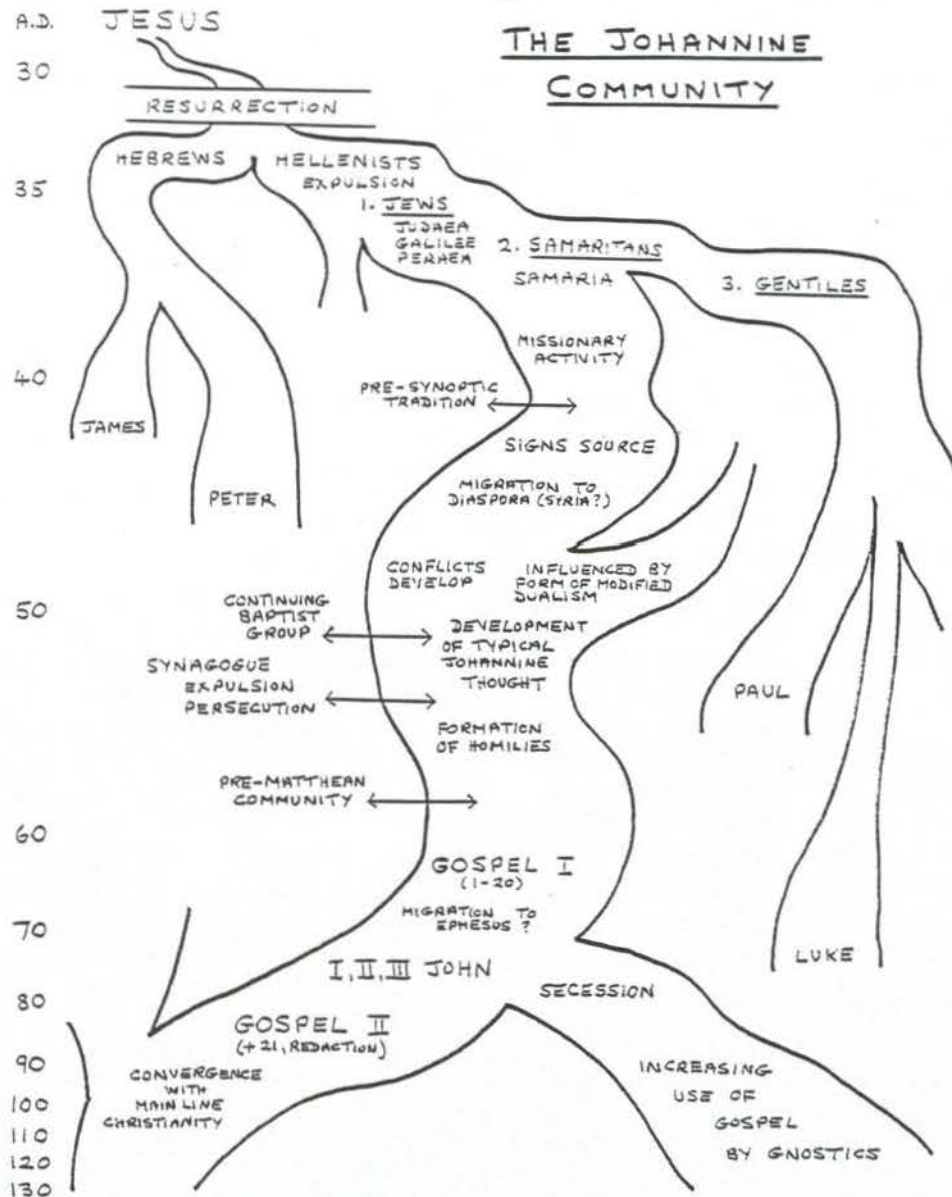 A.D.
JESUS
THE JOHANNINE
COMMUNITY
30
RESURRECTION
HEBREWS
HELLENISTS
EXPULSION
35
1. JEWS
JUDAEA
GALILEE
PERAEA
2. SAMARITANS
SAMARIA
3. GENTILES
MISSIONARY
ACTIVITY
40
PRE-SYNOPTIC
TRADITION
JAMES
SIGNS SOURCE
PETER
MIGRATION TO
DIASPORA (SYRIA?)
CONFLICTS
DEVELOP
INFLUENCED BY
FORM OF MODIFIED
DUALISM
50
CONTINUING
BAPTIST
GROUP
DEVELOPMENT
OF TYPICAL
JOHANNINE
THOUGHT
SYNAGOGUE
EXPULSION
PERSECUTION
PAUL
FORMATION
OF HOMILIES
PRE-MATTHEAN
COMMUNITY
60
GOSPEL I
(1-20)
70
MIGRATION TO
EPHESUS ?
LUKE
I, II, III JOHN
80
SECESSION
GOSPEL II
(+21, REDACTION)
90
CONVERGENCE
WITH
MAIN LINE
CHRISTIANITY
INCREASING
USE OF
GOSPEL
BY GNOSTICS
100
110
120
130